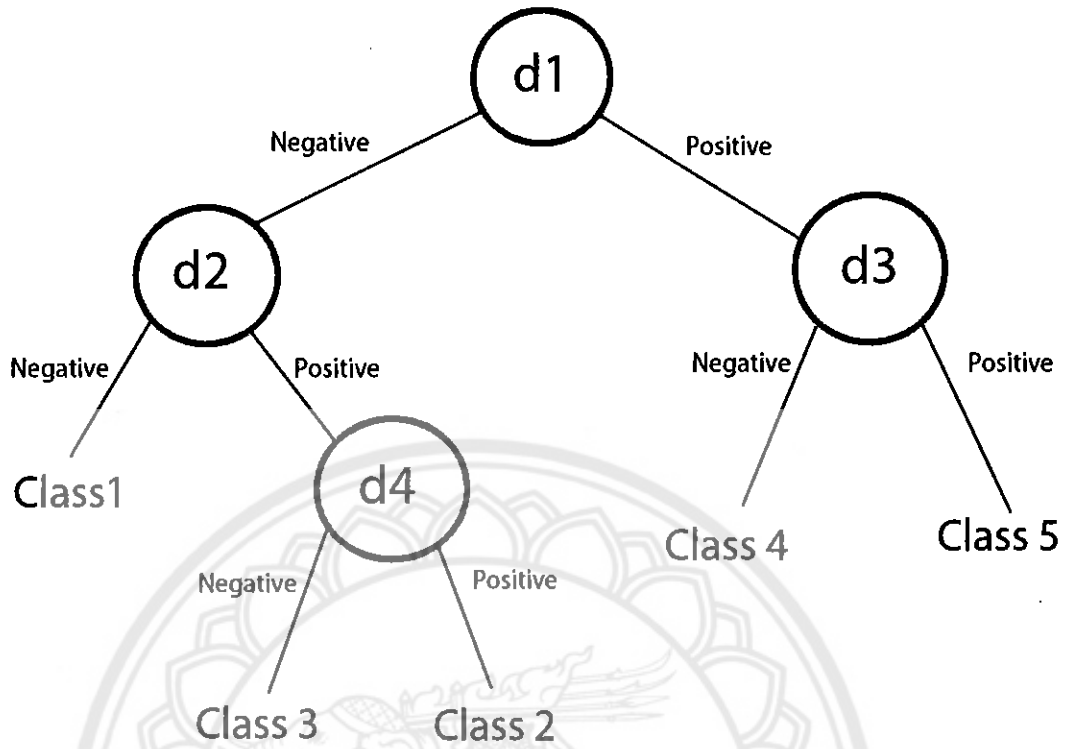 d1
Negative
Positive
d2
d3
Negative
Positive
Negative
Positive
Class1
d4
Class 4
Class 5
Negative
Positive
Class 3
Class 2